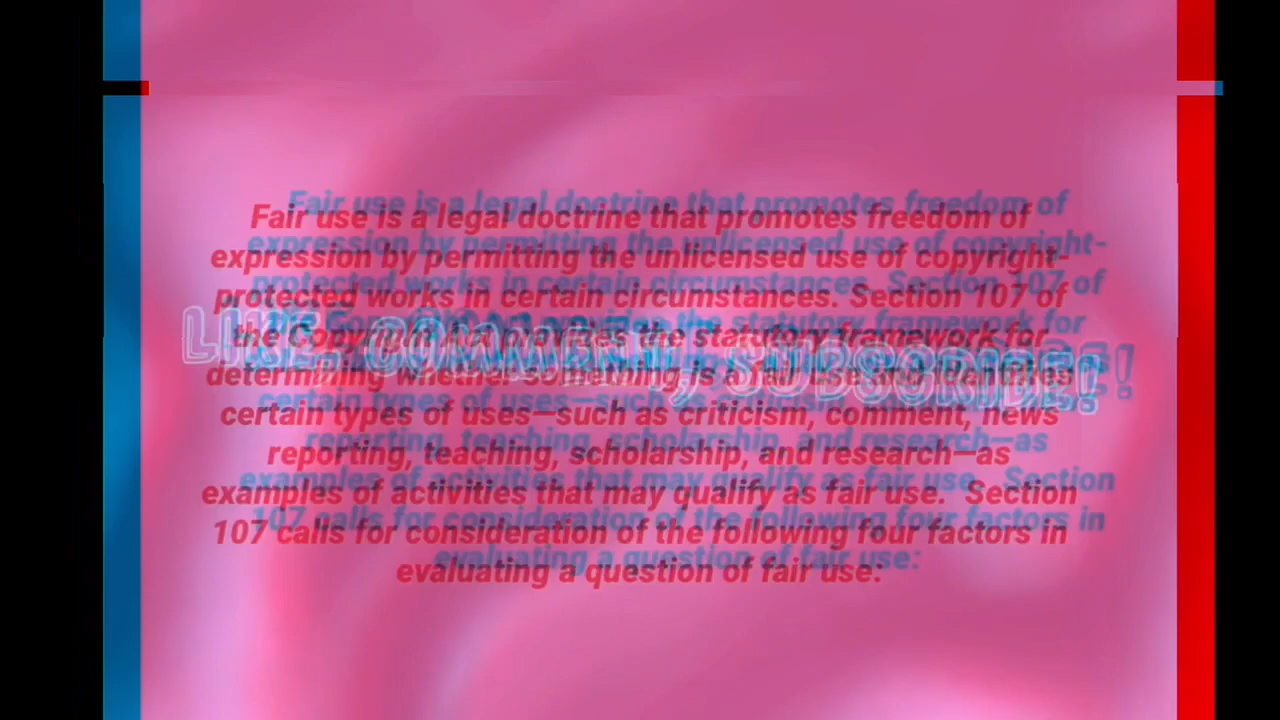 Fair use is a legal doctrine that promotes freedom of
expression by permitting the unlicensed use of copyright-
protected works in certain circumstances. Section 107 of
the Copyright Act provides the statutory framework for
LIKE, COMMENT, SUBSCRIBE!
determining whether something is a fair use and identifies
certain types of uses—such as criticism, comment, news
reporting, teaching, scholarship, and research—as
examples of activities that may qualify as fair use. Section
107 calls for consideration of the following four factors in
evaluating a question of fair use: